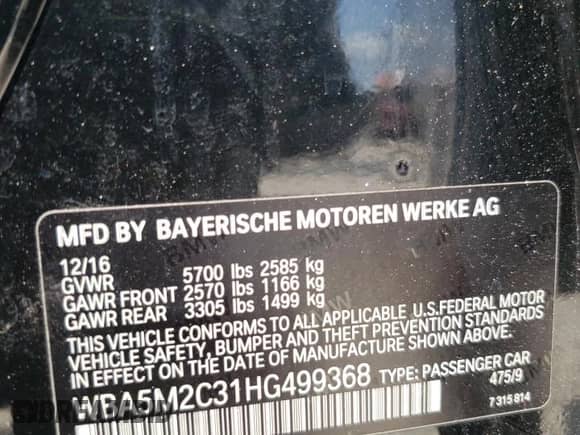 MFD BY BAYERISCHE MOTOREN WERKE AG
12/16
GVWR 5700 lbs 2585 kg
GAWR FRONT 2570 lbs 1166 kg
GAWR REAR 3305 lbs 1499 kg
THIS VEHICLE CONFORMS TO ALL APPLICABLE U.S.FEDERAL MOTOR
VEHICLE SAFETY, BUMPER AND THEFT PREVENTION STANDARDS
IN EFFECT ON THE DATE OF MANUFACTURE SHOWN ABOVE.
WBA5M2C31HG499368 TYPE: PASSENGER CAR
475/9
7 315 814